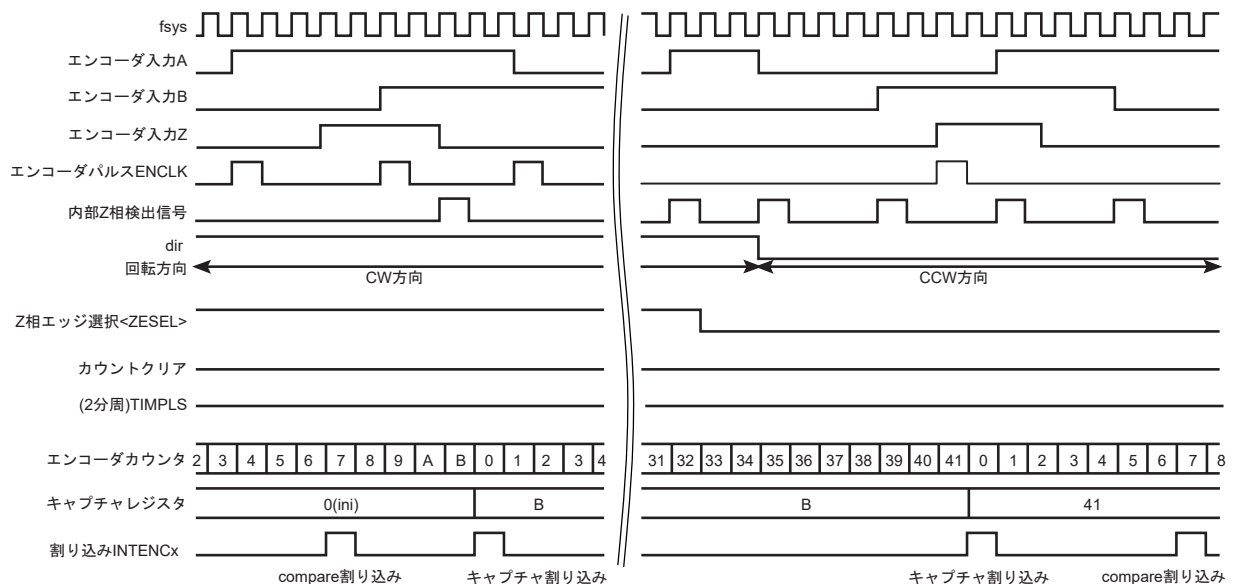 fsys
エンコーダ入力A
エンコーダ入力B
エンコーダ入力Z
エンコーダパルスENCLK
内部Z相検出信号
dir
回転方向
CW方向
CCW方向
Z相エッジ選択<ZESEL>
カウントクリア
(2分周)TIMPLS
エンコーダカウンタ 2 3 4 5 6 7 8 9 A B 0 1 2 3 4 31 32 33 34 35 36 37 38 39 40 41 0 1 2 3 4 5 6 7 8
キャプチャレジスタ 0(ini) B B 41
割り込みINTENCx
compare割り込み キャプチャ割り込み キャプチャ割り込み compare割り込み